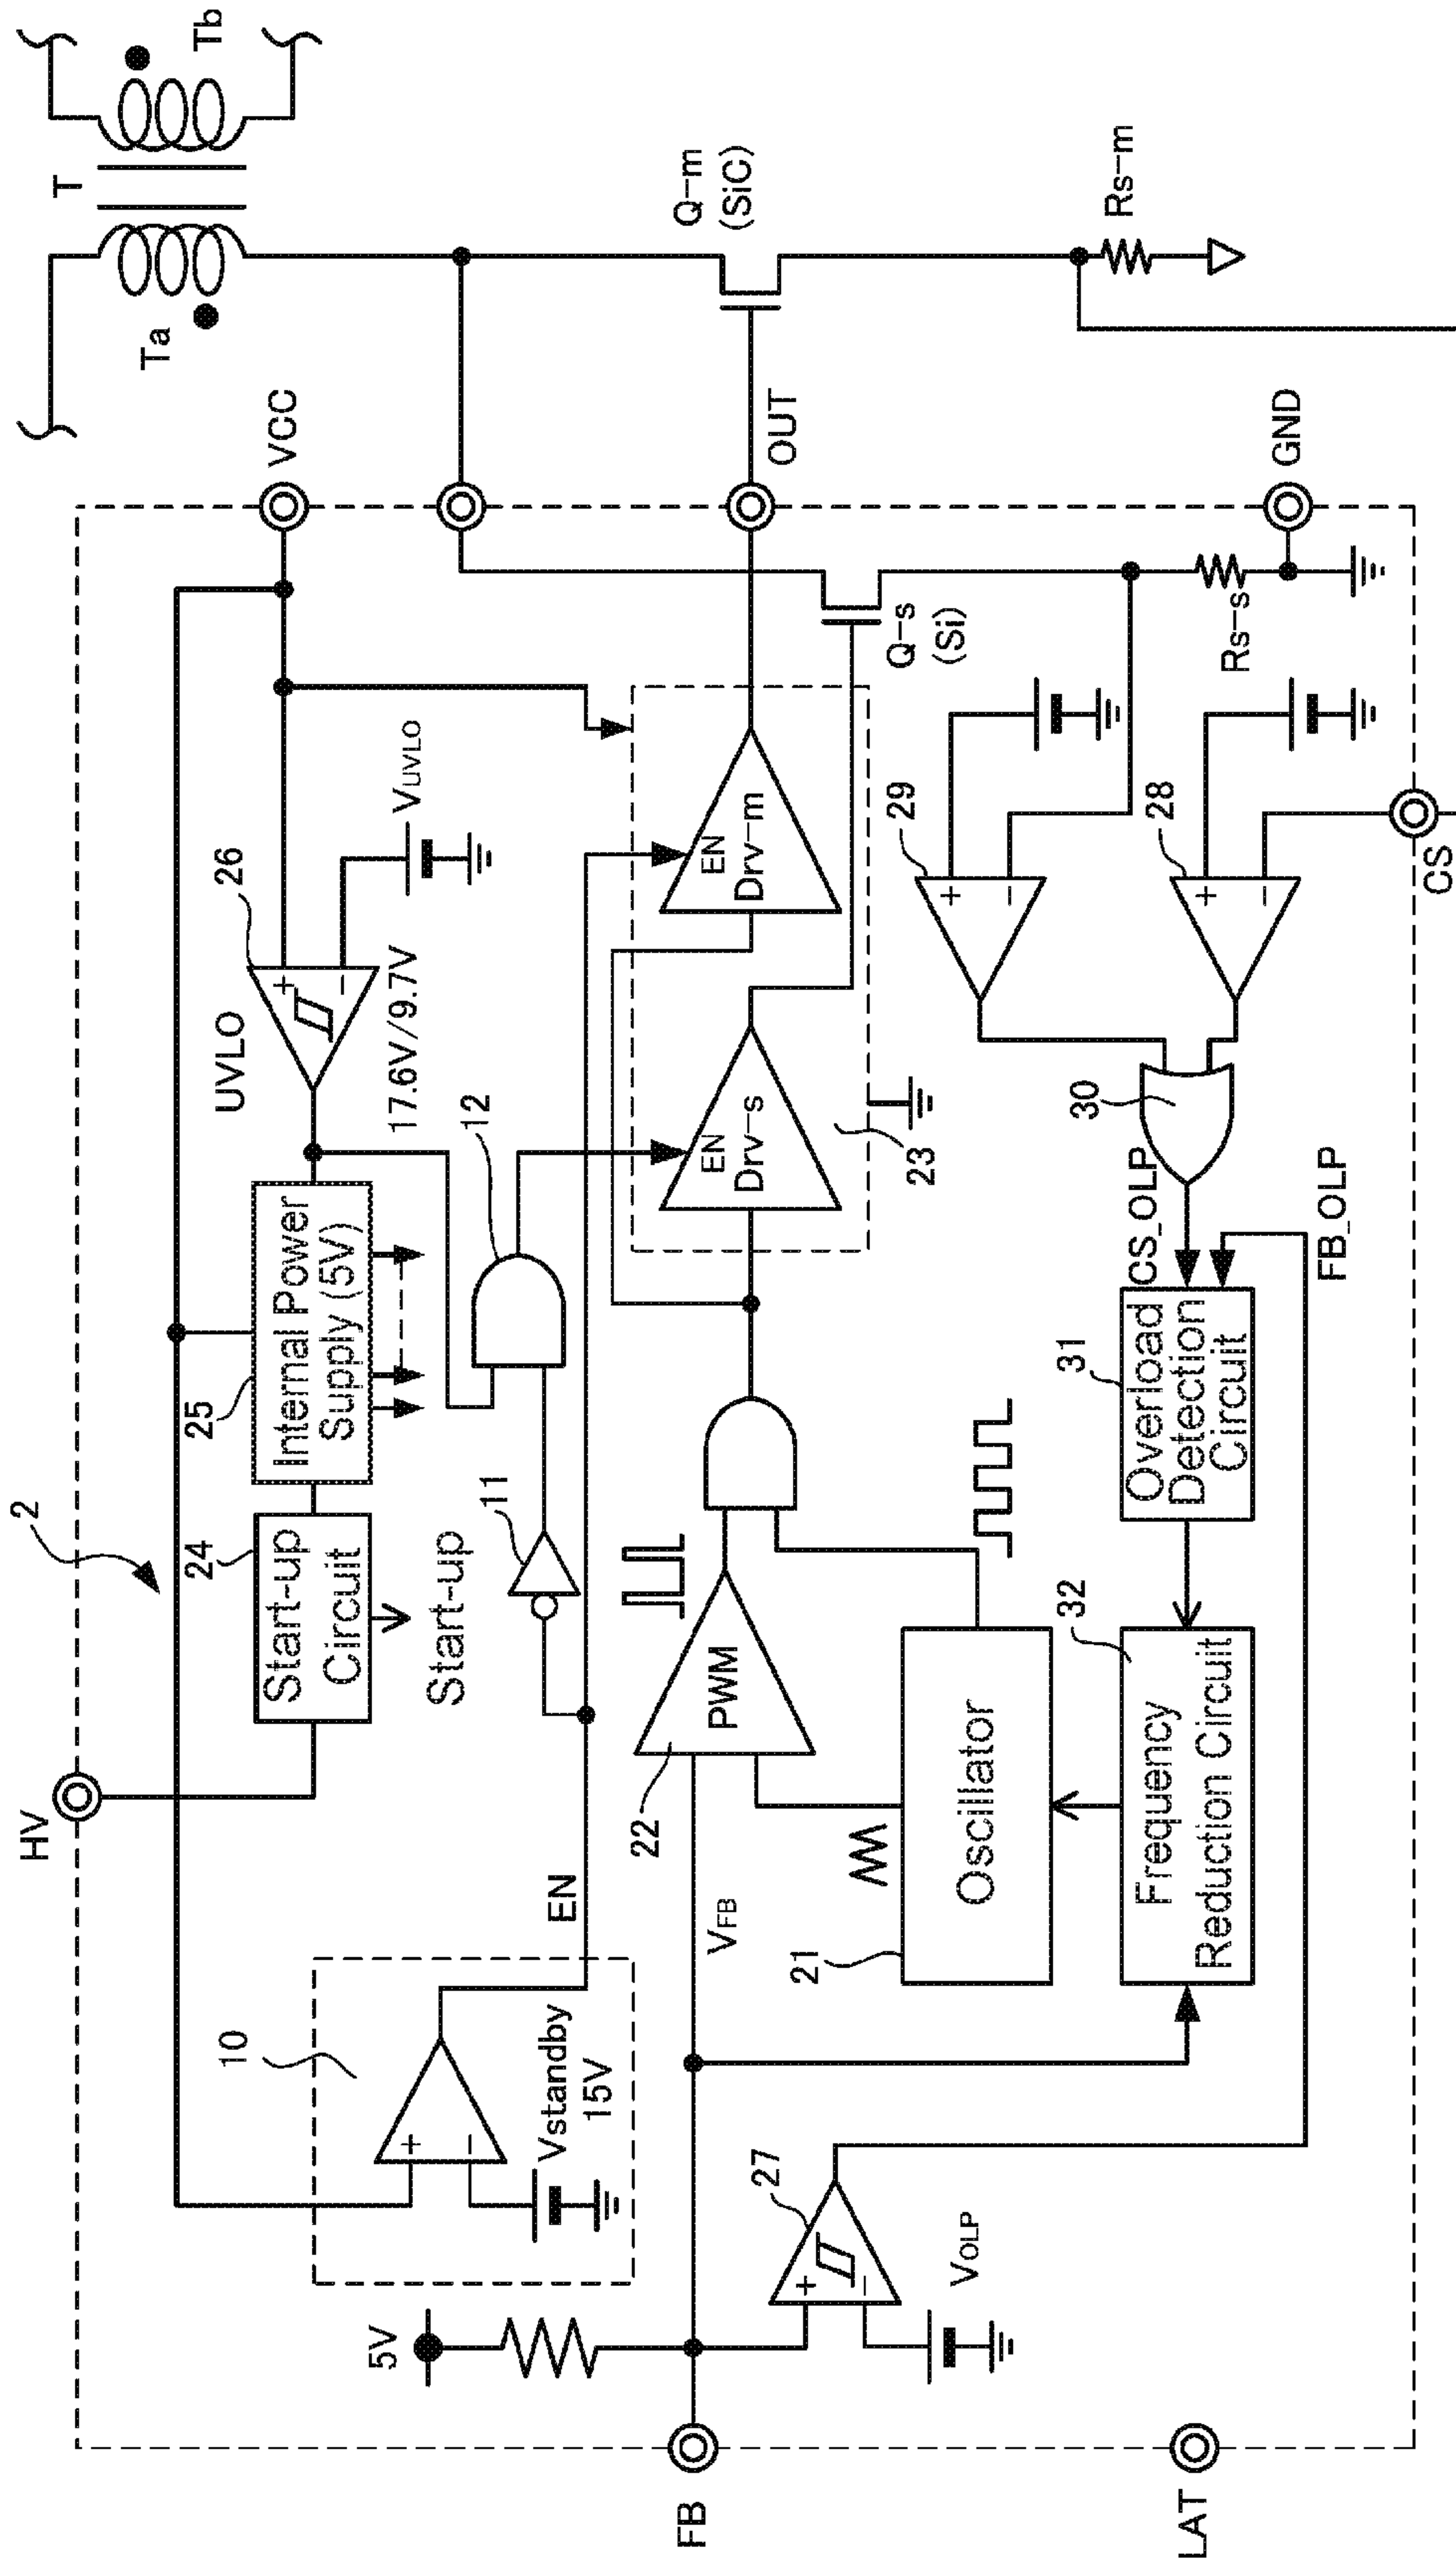 HV
2
VCC
T
Ta
Tb
24
Start-up
Circuit
Start-up
25
Internal Power
Supply (5V)
UVLO
26
+
−
17.6V/9.7V
VUVLO
10
+
−
Vstandby
15V
EN
11
12
5V
FB
VFB
22
PWM
EN
Drv-s
EN
Drv-m
23
OUT
Q-m
(SiC)
Q-s
(Si)
27
+
−
VOLP
21
Oscillator
32
Frequency
Reduction Circuit
31
Overload
Detection
Circuit
CS_OLP
FB_OLP
30
29
+
−
28
+
−
Rs-s
Rs-m
GND
LAT
CS